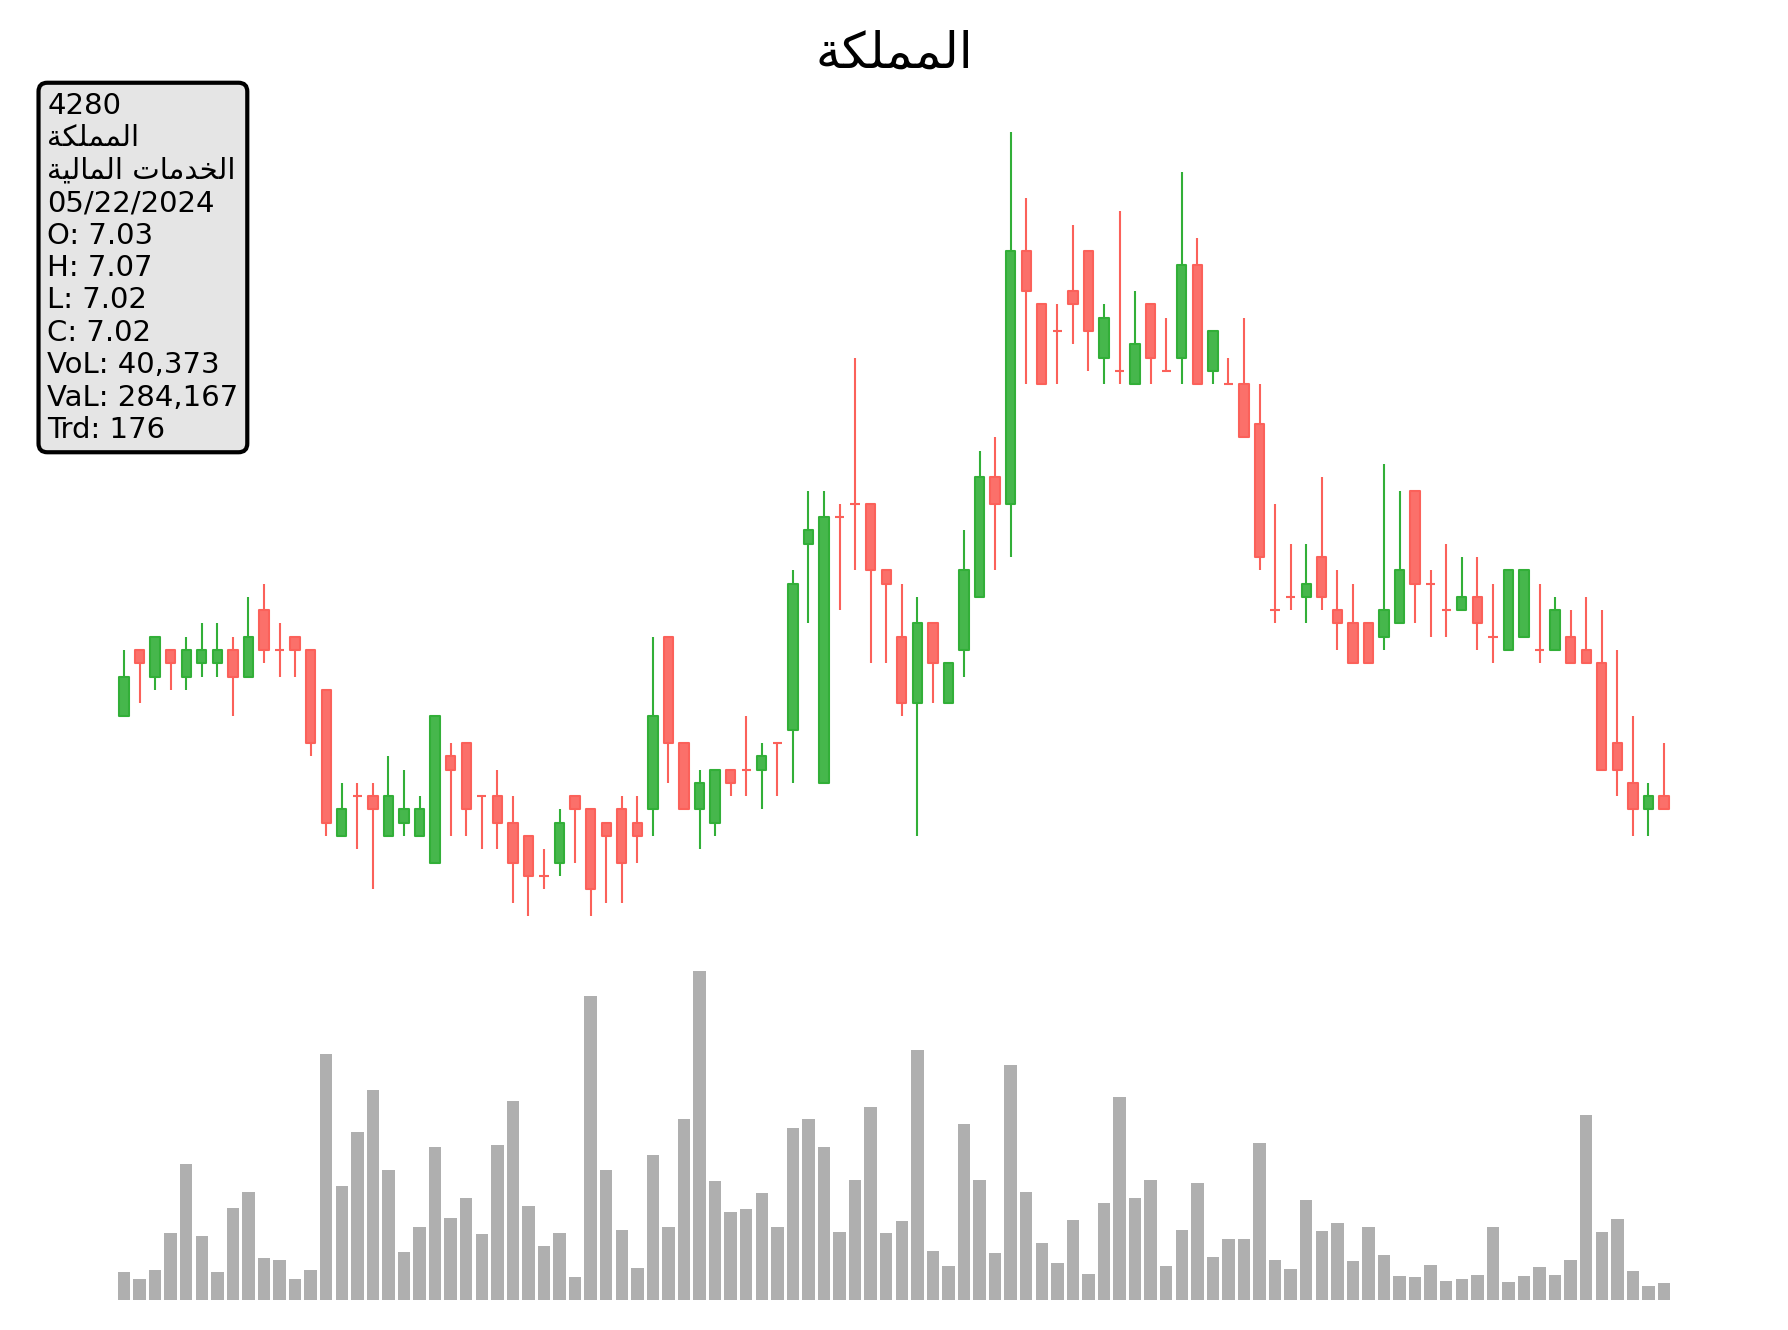 المملكة
4280
المملكة
الخدمات المالية
05/22/2024
O: 7.03
H: 7.07
L: 7.02
C: 7.02
VoL: 40,373
VaL: 284,167
Trd: 176